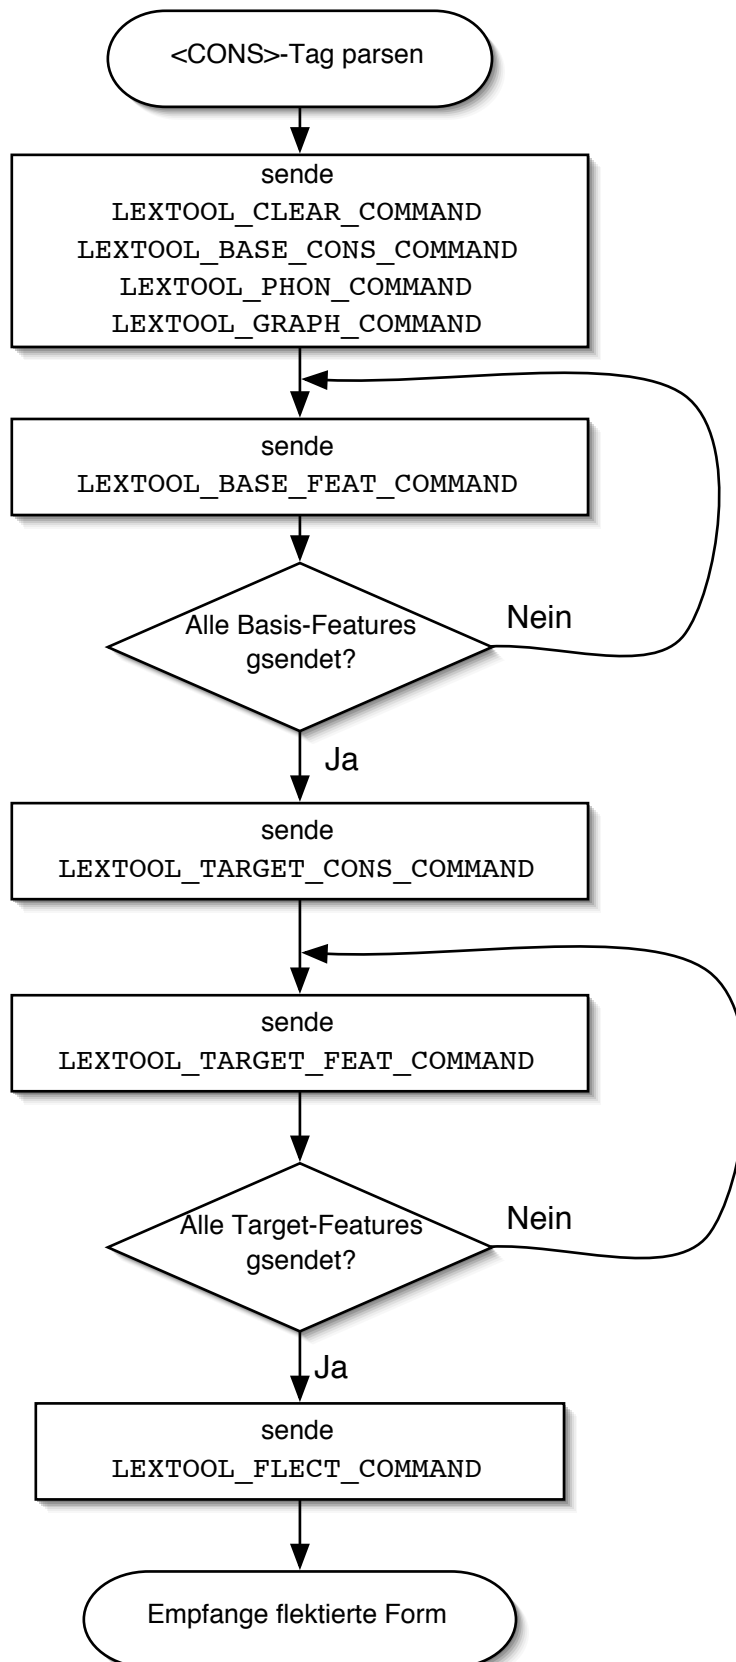 <CONS>-Tag parsen
sende
LEXTOOL_CLEAR_COMMAND
LEXTOOL_BASE_CONS_COMMAND
LEXTOOL_PHON_COMMAND
LEXTOOL_GRAPH_COMMAND
sende
LEXTOOL_BASE_FEAT_COMMAND
Alle Basis-Features
gsendet?
Nein
Ja
sende
LEXTOOL_TARGET_CONS_COMMAND
sende
LEXTOOL_TARGET_FEAT_COMMAND
Alle Target-Features
gsendet?
Nein
Ja
sende
LEXTOOL_FLECT_COMMAND
Empfange flektierte Form